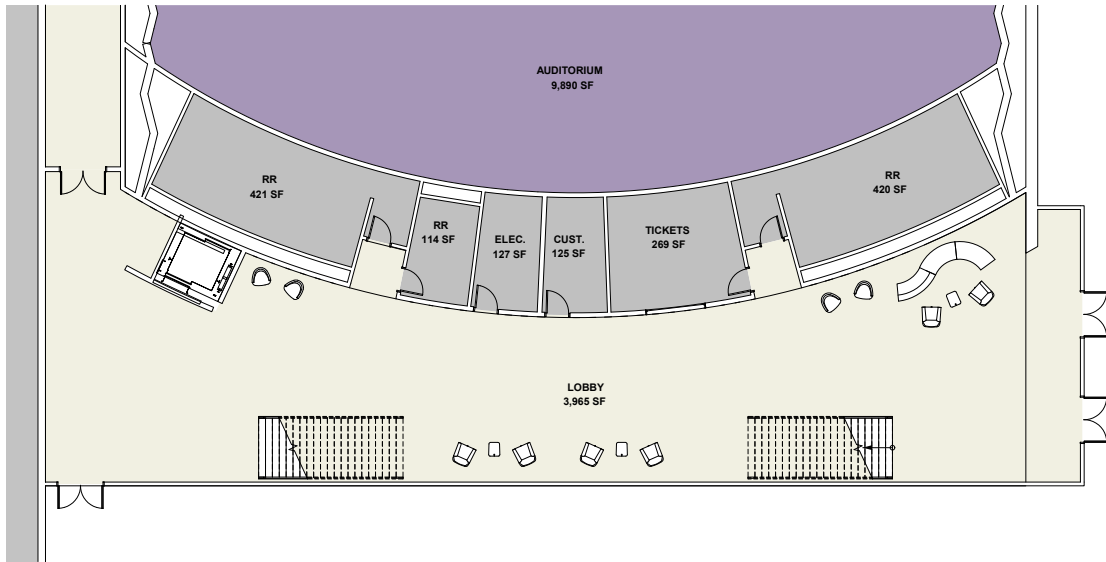 AUDITORIUM
9,890 SF
RR
421 SF
RR
420 SF
RR
114 SF
ELEC.
127 SF
CUST.
125 SF
TICKETS
269 SF
LOBBY
3,965 SF